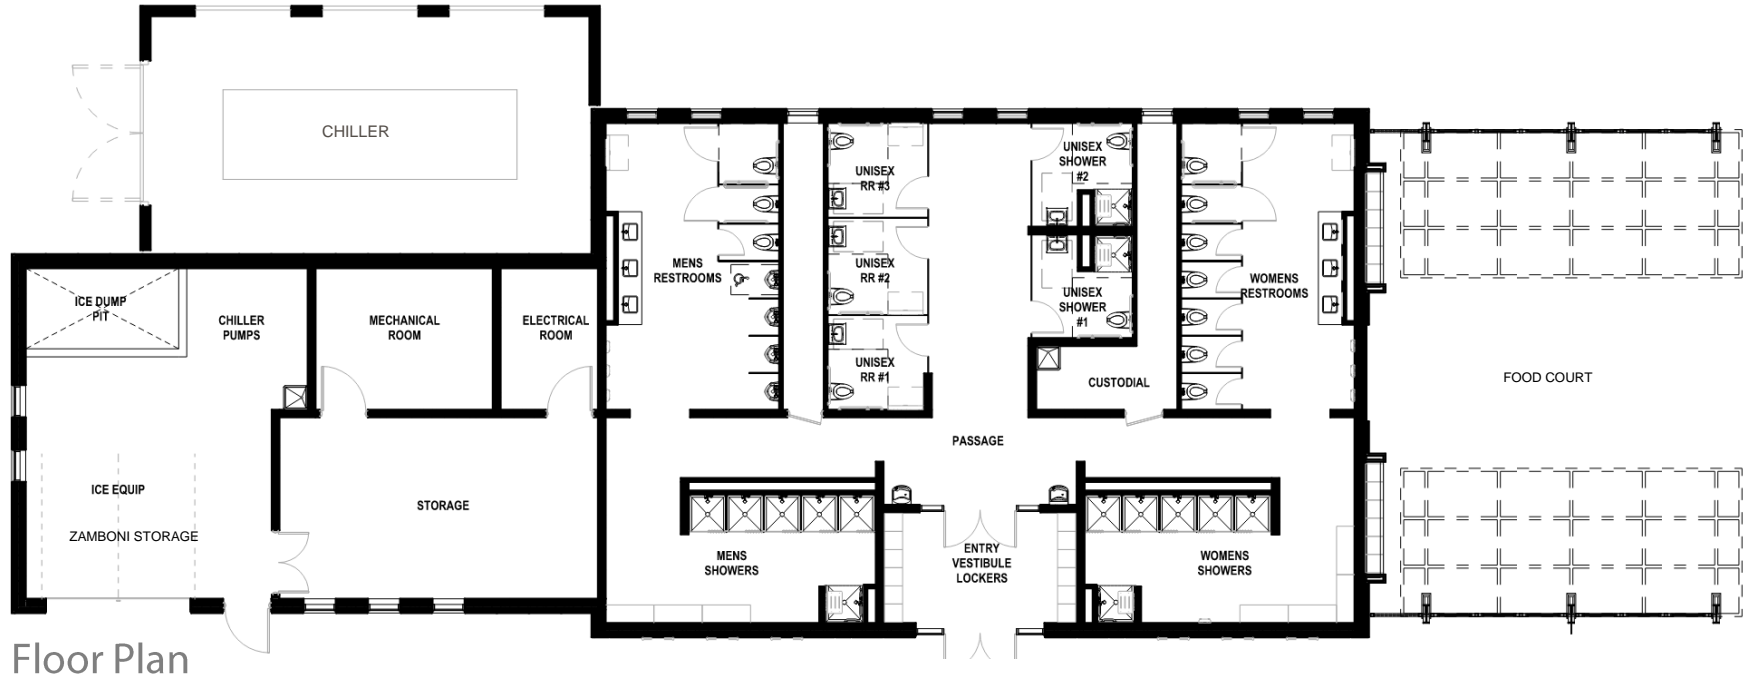 CHILLER
UNISEX
RR #3
UNISEX
SHOWER
#2
MENS
RESTROOMS
UNISEX
RR #2
WOMENS
RESTROOMS
ICE DUMP
PIT
CHILLER
PUMPS
MECHANICAL
ROOM
ELECTRICAL
ROOM
UNISEX
SHOWER
#1
UNISEX
RR #1
CUSTODIAL
FOOD COURT
PASSAGE
ICE EQUIP
ZAMBONI STORAGE
STORAGE
MENS
SHOWERS
ENTRY
VESTIBULE
LOCKERS
WOMENS
SHOWERS
Floor Plan